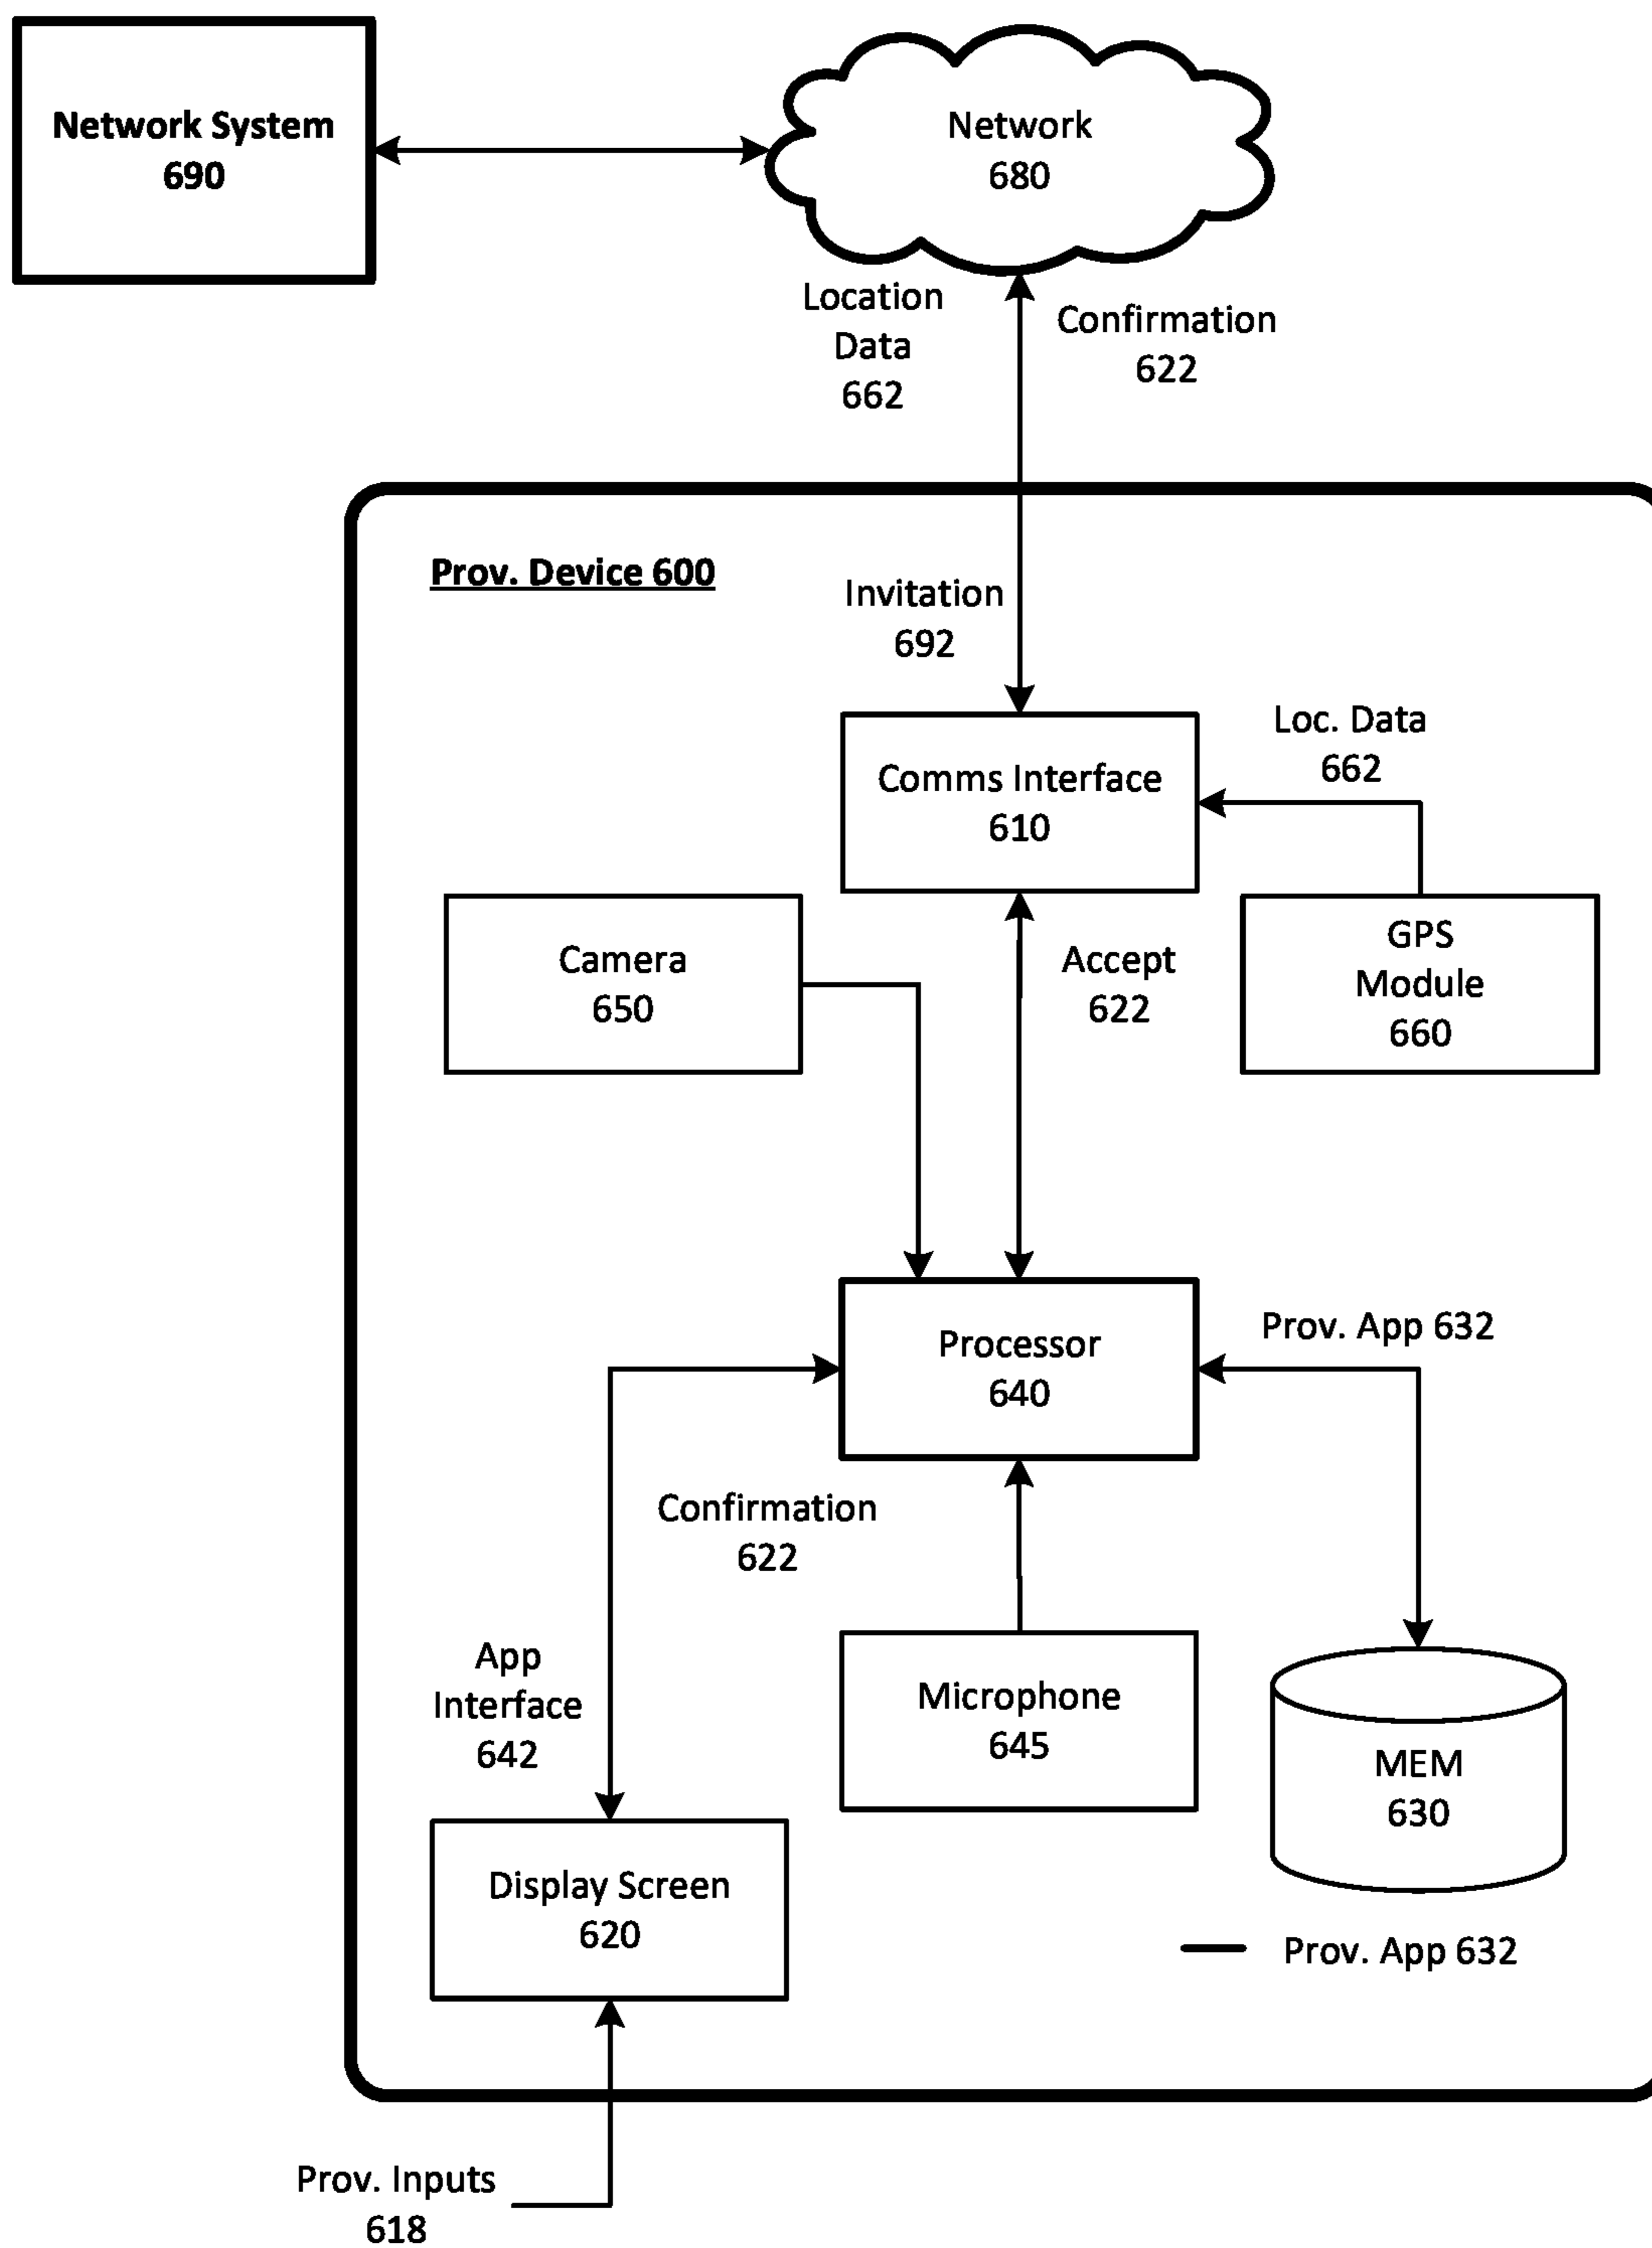 Network System
690
Network
680
Location
Data
662
Confirmation
622
Prov. Device 600
Invitation
692
Comms Interface
610
Loc. Data
662
Camera
650
Accept
622
GPS
Module
660
Processor
640
Prov. App 632
Confirmation
622
App
Interface
642
Microphone
645
MEM
630
Display Screen
620
Prov. App 632
Prov. Inputs
618